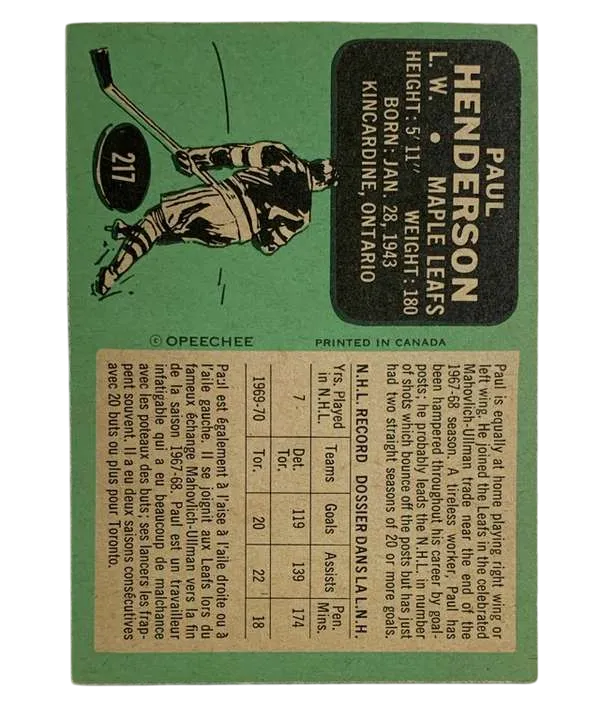 PAUL
HENDERSON
L. W. • MAPLE LEAFS
HEIGHT: 5' 11" WEIGHT: 180
BORN: JAN. 28, 1943
KINCARDINE, ONTARIO
217
© OPEECHEE
PRINTED IN CANADA
Paul is equally at home playing right wing or
left wing. He joined the Leafs in the celebrated
Mahovlich-Ullman trade near the end of the
1967-68 season. A tireless worker, Paul has
been hampered throughout his career by goal-
posts; he probably leads the N.H.L. in number
of shots which bounce off the posts but has just
had two straight seasons of 20 or more goals.
N.H.L. RECORD DOSSIER DANS LA L.N.H.
Yrs. Played in N.H.L. Teams Goals Assists Pen. Mins.
7 Det. Tor. 119 139 174
1969-70 Tor. 20 22 18
Paul est également à l'aise à l'aile droite ou à
l'aile gauche. Il se joignit aux Leafs lors du
fameux échange Mahovlich-Ullman vers la fin
de la saison 1967-68. Paul est un travailleur
infatigable qui a eu beaucoup de malchance
avec les poteaux des buts; ses lancers les frap-
pent souvent. Il a eu deux saisons consécutives
avec 20 buts ou plus pour Toronto.